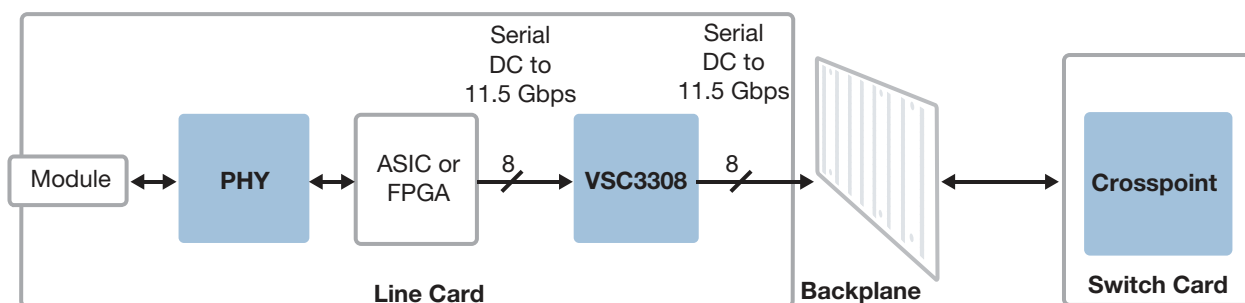 Serial
DC to
11.5 Gbps
Serial
DC to
11.5 Gbps
Module
PHY
ASIC or
FPGA
8
VSC3308
8
Crosspoint
Line Card
Backplane
Switch Card